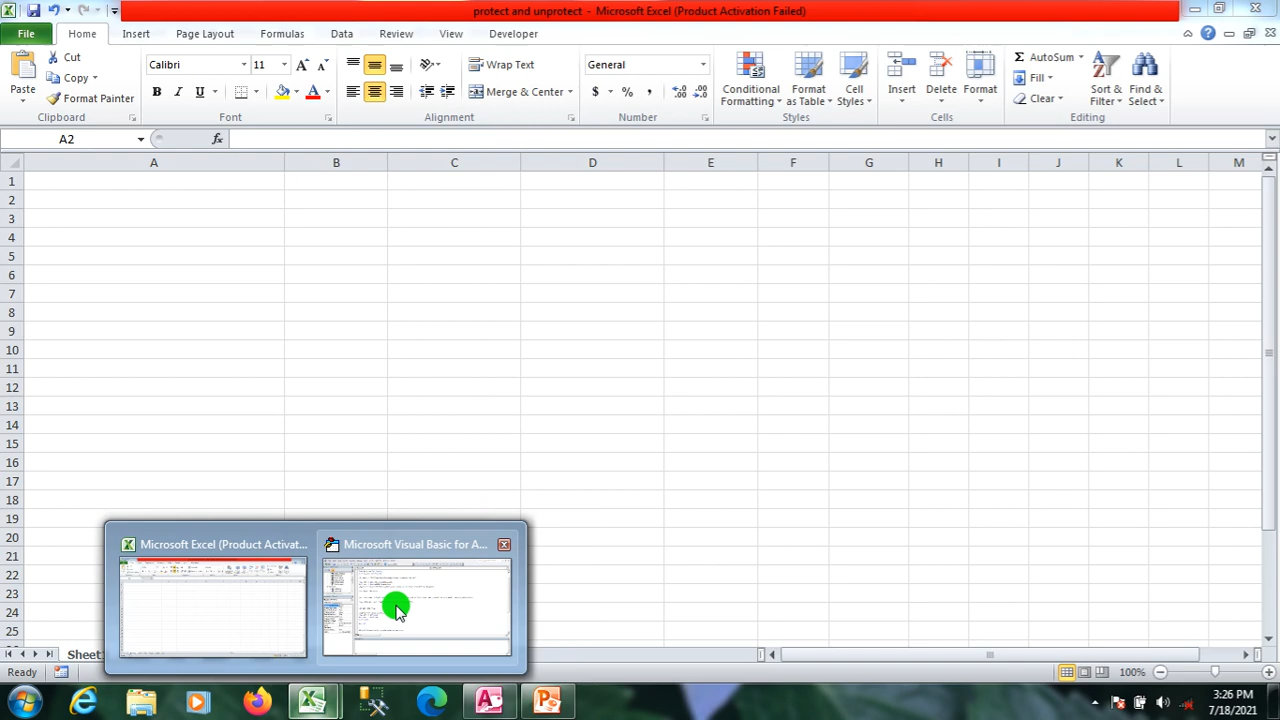 protect and unprotect - Microsoft Excel (Product Activation Failed)
File Home Insert Page Layout Formulas Data Review View Developer
Cut
Copy
Format Painter
Paste
Clipboard
Calibri 11
B I U
Font
Wrap Text
Merge & Center
Alignment
General
$ % ,
Number
Conditional Formatting
Format as Table
Cell Styles
Styles
Insert Delete Format
Cells
Σ AutoSum
Fill
Clear
Sort & Filter
Find & Select
Editing
A2 fx
A B C D E F G H I J K L M
1
2
3
4
5
6
7
8
9
10
11
12
13
14
15
16
17
18
19
20
21
22
23
24
25
Microsoft Excel (Product Activat... Microsoft Visual Basic for A...
Sheet
Ready 100%
3:26 PM
7/18/2021